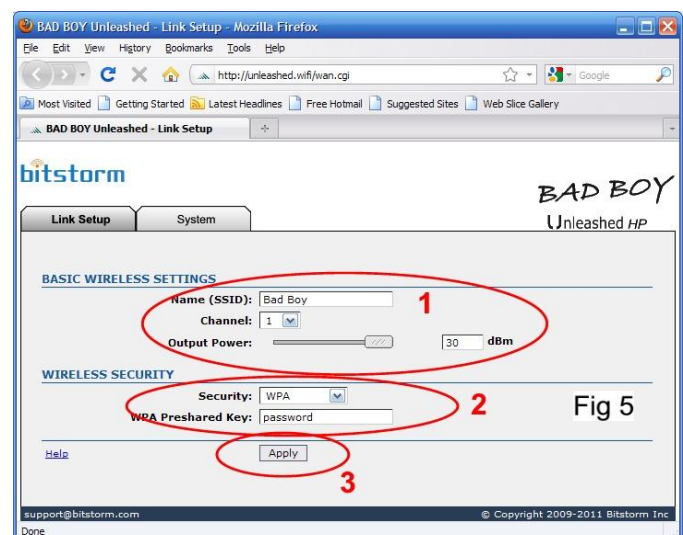 BAD BOY Unleashed - Link Setup - Mozilla Firefox
File Edit View History Bookmarks Tools Help
http://unleashed.wifi/wan.cgi
Google
Most Visited Getting Started Latest Headlines Free Hotmail Suggested Sites Web Slice Gallery
BAD BOY Unleashed - Link Setup
bitstorm
BAD BOY
Unleashed HP
Link Setup System
BASIC WIRELESS SETTINGS
Name (SSID): Bad Boy 1
Channel: 1
Output Power: 30 dBm
WIRELESS SECURITY
Security: WPA
2
Fig 5
WPA Preshared Key: password
Help Apply
3
support@bitstorm.com © Copyright 2009-2011 Bitstorm Inc
Done